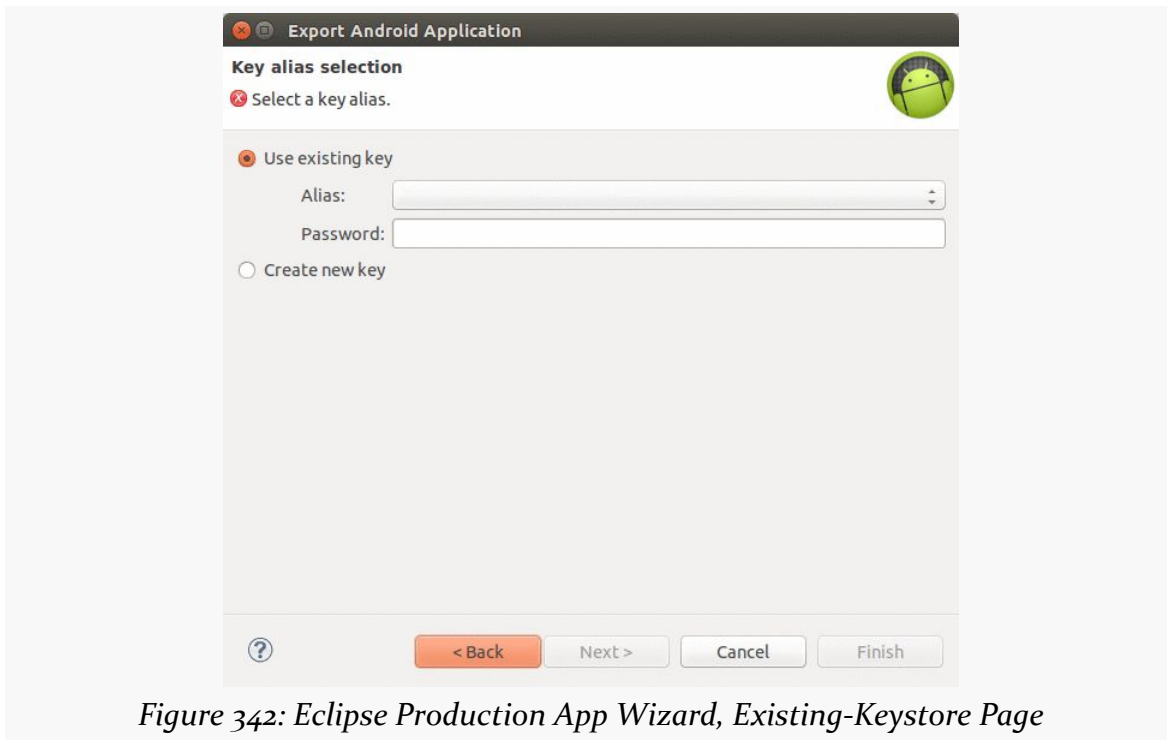 Export Android Application
Key alias selection
Select a key alias.
Use existing key
Alias:
Password:
Create new key
? < Back Next > Cancel Finish
Figure 342: Eclipse Production App Wizard, Existing-Keystore Page